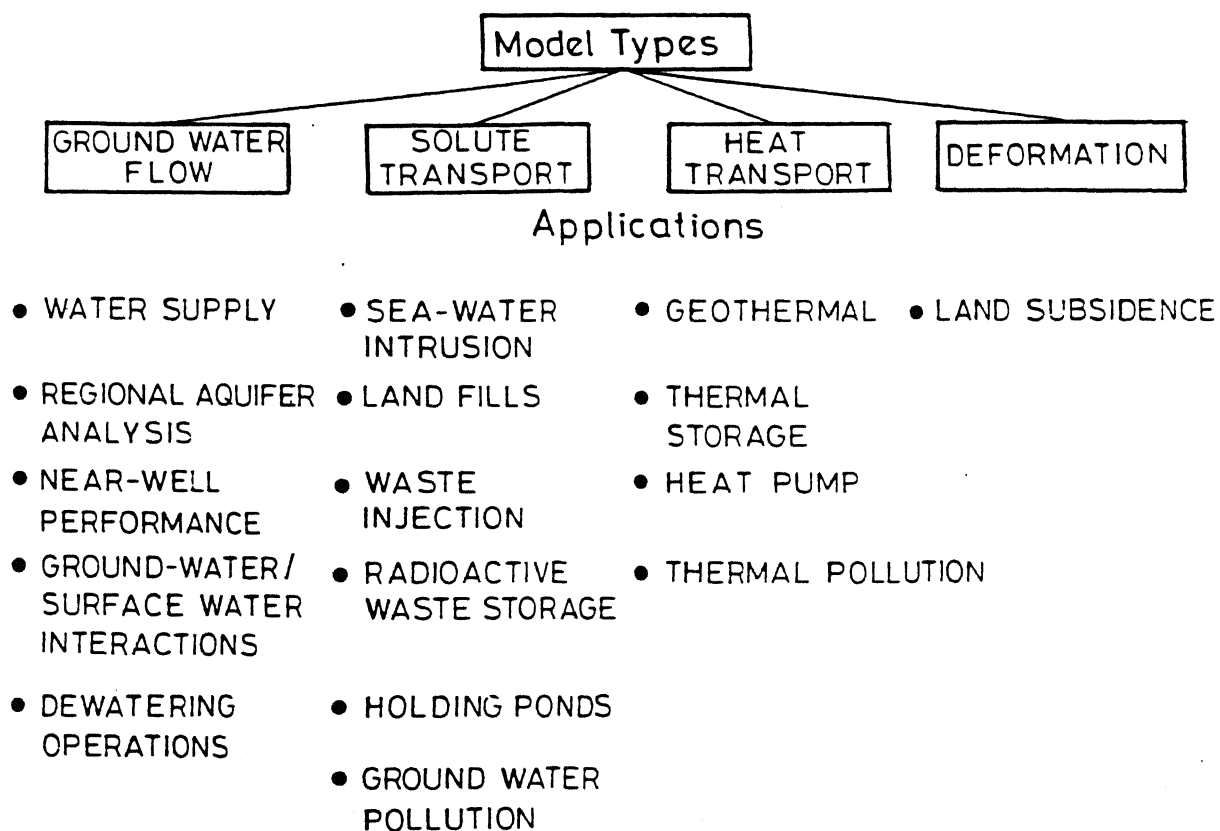 Model Types
GROUND WATER
FLOW
SOLUTE
TRANSPORT
HEAT
TRANSPORT
DEFORMATION
Applications
• WATER SUPPLY
• REGIONAL AQUIFER
ANALYSIS
• NEAR-WELL
PERFORMANCE
• GROUND-WATER/
SURFACE WATER
INTERACTIONS
• DEWATERING
OPERATIONS
• SEA-WATER
INTRUSION
• LAND FILLS
• WASTE
INJECTION
• RADIOACTIVE
WASTE STORAGE
• HOLDING PONDS
• GROUND WATER
POLLUTION
• GEOTHERMAL
• THERMAL
STORAGE
• HEAT PUMP
• THERMAL POLLUTION
• LAND SUBSIDENCE